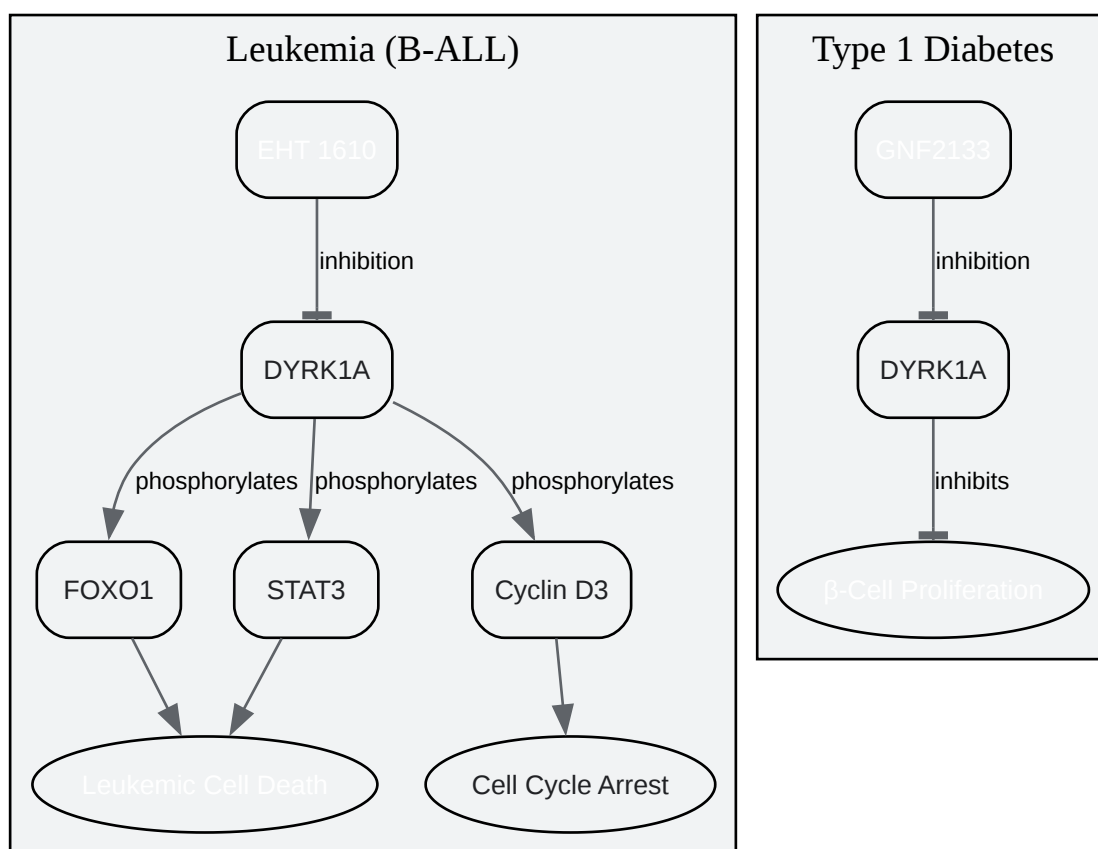 Leukemia (B-ALL)
EHT 1610
inhibition
DYRK1A
phosphorylates
phosphorylates
phosphorylates
FOXO1
STAT3
Cyclin D3
Leukemic Cell Death
Cell Cycle Arrest
Type 1 Diabetes
GNF2133
inhibition
DYRK1A
inhibits
β-Cell Proliferation